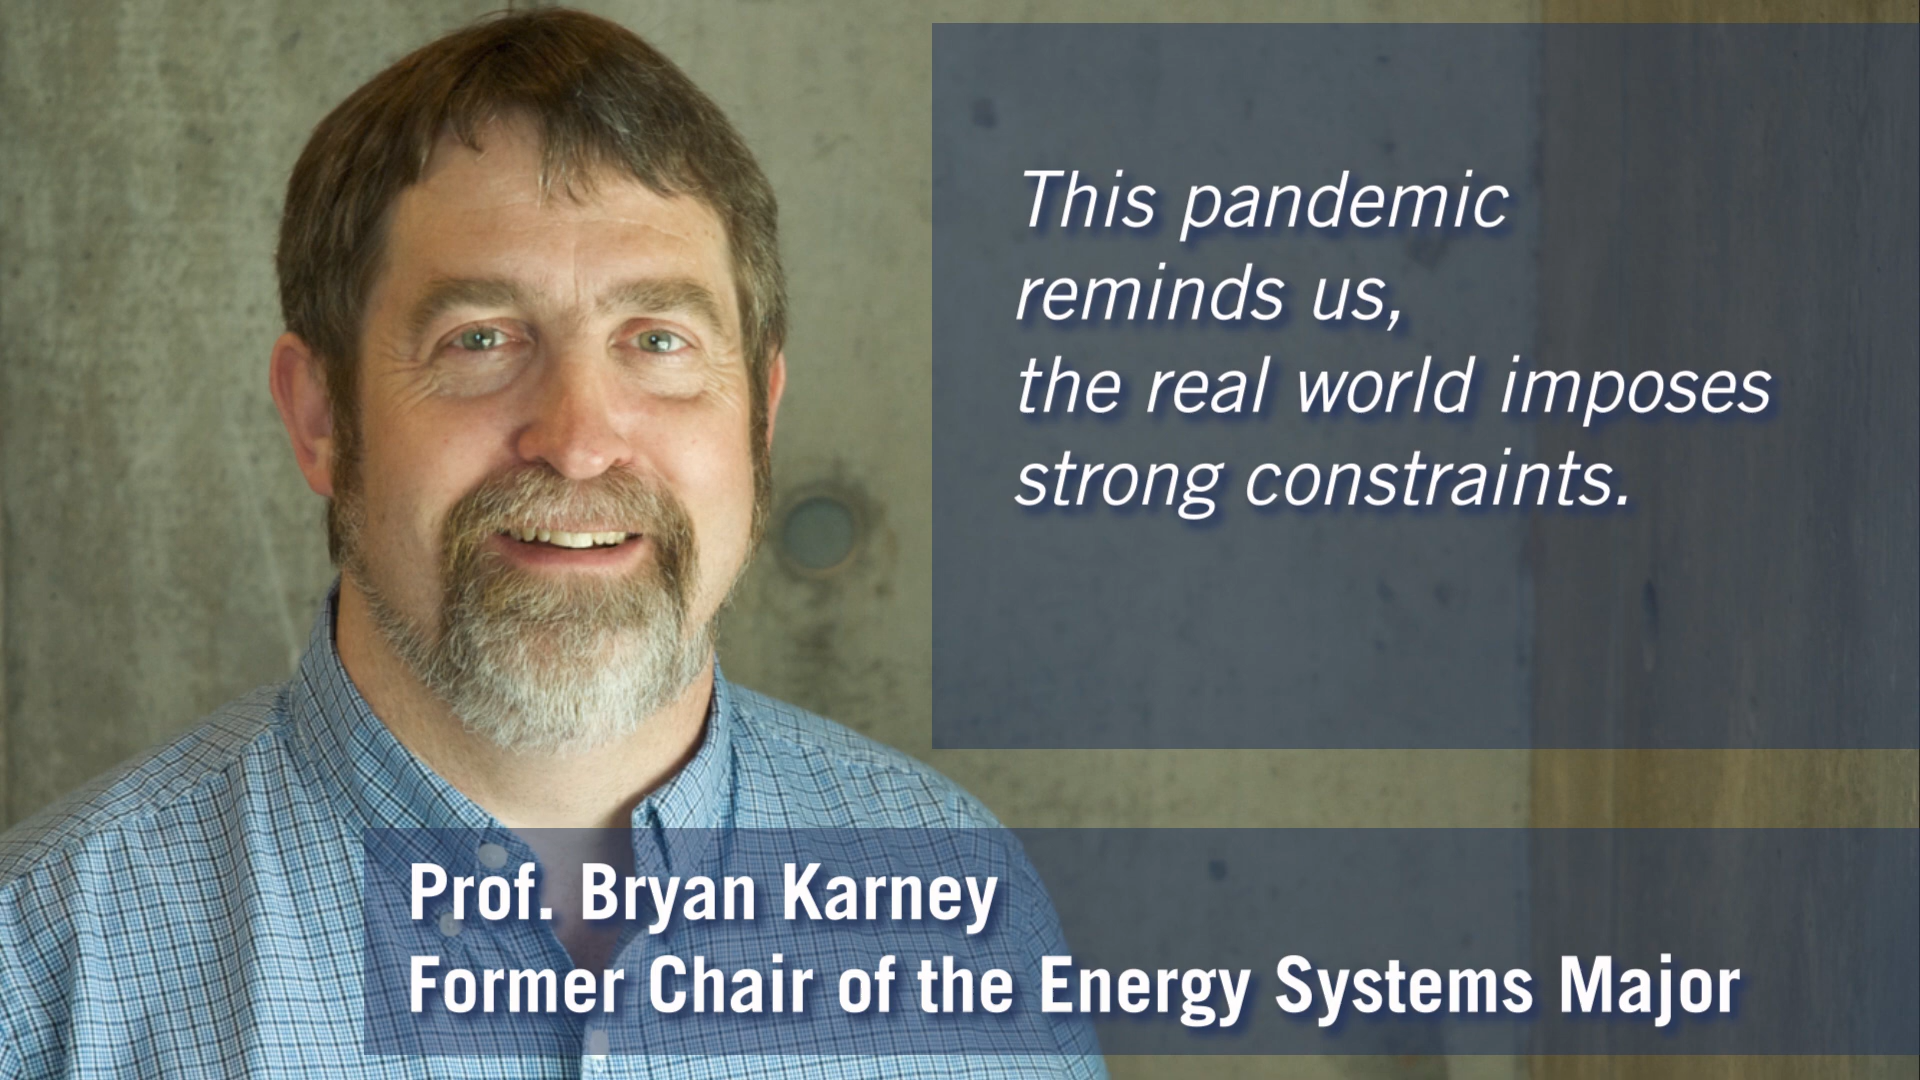 This pandemic
reminds us,
the real world imposes
strong constraints.
Prof. Bryan Karney
Former Chair of the Energy Systems Major